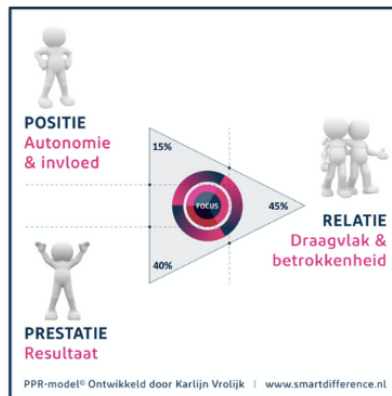 POSITIE
Autonomie
& invloed
15%
FOCUS
45%
RELATIE
Draagvlak &
betrokkenheid
40%
PRESTATIE
Resultaat
PPR-model© Ontwikkeld door Karlijn Vrolijk | www.smartdifference.nl